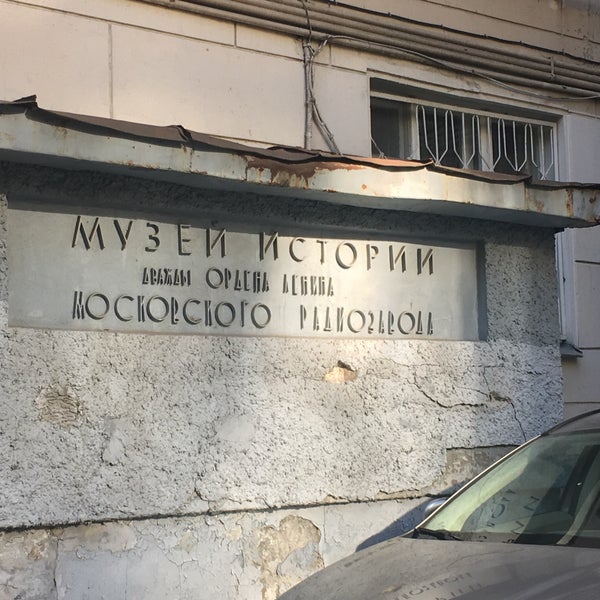 МУЗЕЙ ИСТОРИИ
ДВАЖДЫ ОРДЕНА ЛЕНИНА
МОСКОВСКОГО РАДИОЗАВОДА